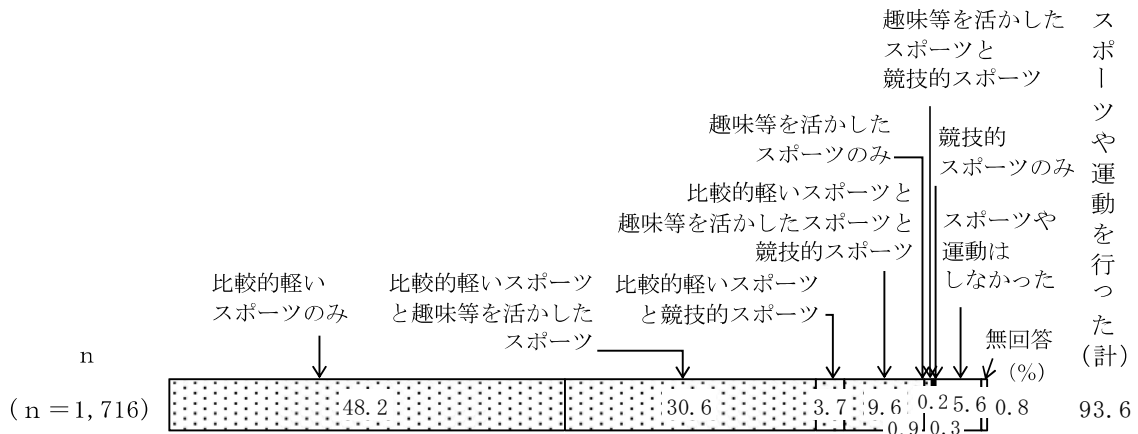 趣味等を活かした
スポーツと
競技的スポーツ
スポーツや運動を行った(計)
趣味等を活かした
スポーツのみ
競技的
スポーツのみ
比較的軽いスポーツと
趣味等を活かしたスポーツと
競技的スポーツ
スポーツや
運動は
しなかった
比較的軽い
スポーツのみ
比較的軽いスポーツ
と趣味等を活かした
スポーツ
比較的軽いスポーツ
と競技的スポーツ
無回答
(%)
n
(n=1,716)
48.2
30.6
3.7
9.6
0.9
0.2
0.3
5.6
0.8
93.6